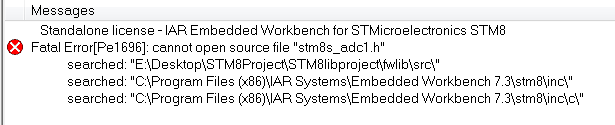 Messages
Standalone license - IAR Embedded Workbench for STMicroelectronics STM8
Fatal Error[Pe1696]: cannot open source file "stm8s_adc1.h"
searched: "E:\Desktop\STM8Project\STM8libproject\fwlib\src\"
searched: "C:\Program Files (x86)\IAR Systems\Embedded Workbench 7.3\stm8\inc\"
searched: "C:\Program Files (x86)\IAR Systems\Embedded Workbench 7.3\stm8\inc\c\"